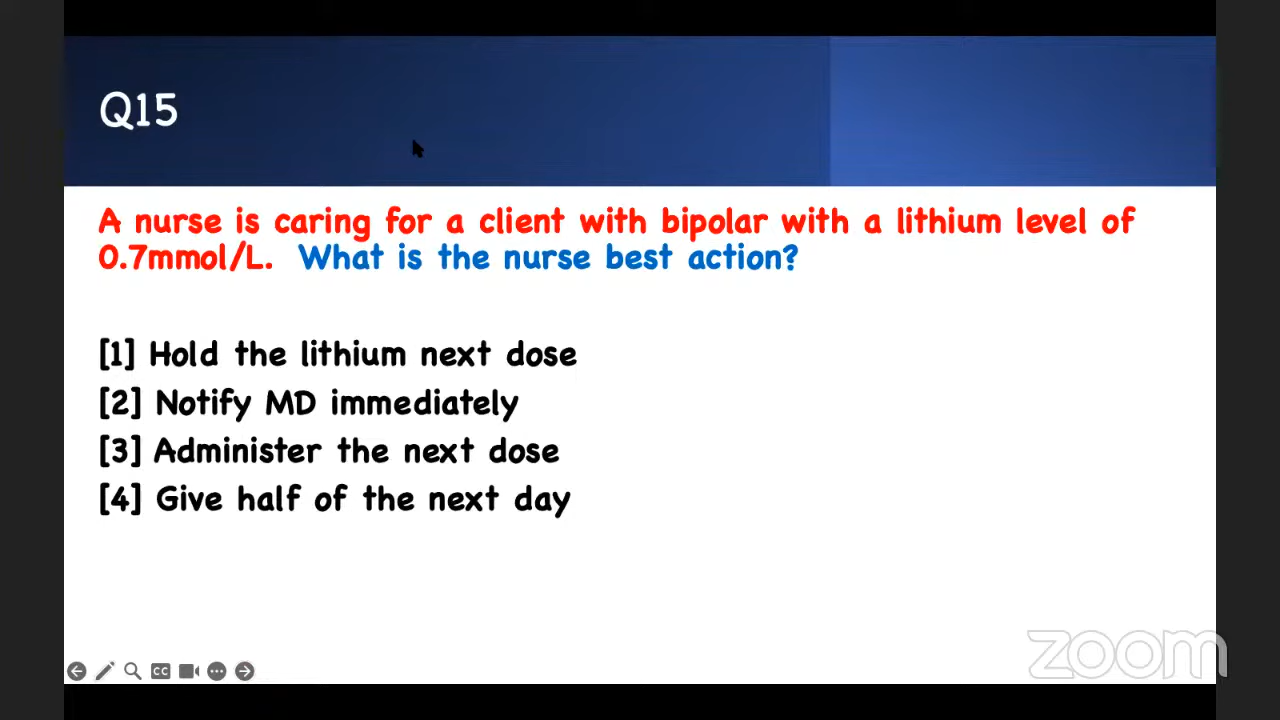 Q15
A nurse is caring for a client with bipolar with a lithium level of
0.7mmol/L. What is the nurse best action?
[1] Hold the lithium next dose
[2] Notify MD immediately
[3] Administer the next dose
[4] Give half of the next day
CC
zoom